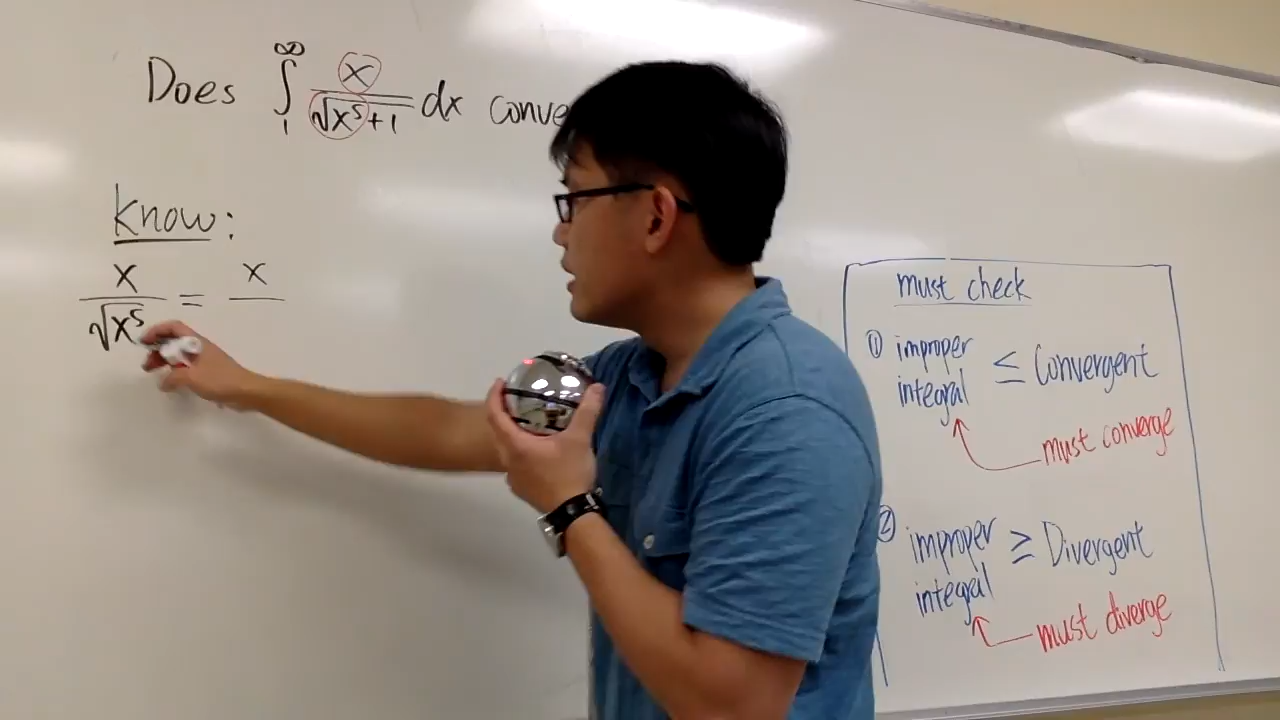 Does ∫₁^∞ x/(√x⁵+1) dx conve
Know:
x/√x⁵ = x
must check
① improper integral ≤ Convergent
must converge
② improper integral ≥ Divergent
must diverge